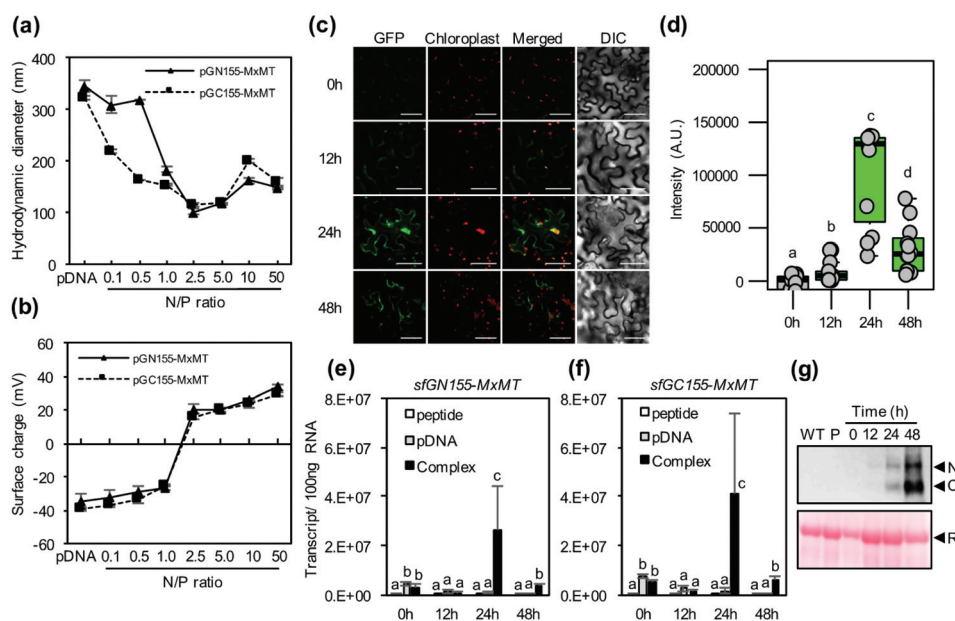 (a)
400
300
200
100
0
Hydrodynamic diameter (nm)
pGN155-MxMT
pGC155-MxMT
pDNA 0.1 0.5 1.0 2.5 5.0 10 50
N/P ratio
(b)
60
40
20
0
-20
-40
-60
Surface charge (mV)
pGN155-MxMT
pGC155-MxMT
pDNA 0.1 0.5 1.0 2.5 5.0 10 50
N/P ratio
(c)
GFP Chloroplast Merged DIC
0h
12h
24h
48h
(d)
200000
150000
100000
50000
0
Intensity (A.U.)
a b c d
0h 12h 24h 48h
(e)
sfGN155-MxMT
8.E+07
6.E+07
4.E+07
2.E+07
0.E+00
Transcript/ 100ng RNA
peptide
pDNA
Complex
a b b a a a a a c a a b
0h 12h 24h 48h
(f)
sfGC155-MxMT
8.E+07
6.E+07
4.E+07
2.E+07
0.E+00
peptide
pDNA
Complex
a b b a a a a a c a a b
0h 12h 24h 48h
(g)
Time (h)
WT P 0 12 24 48
N
R